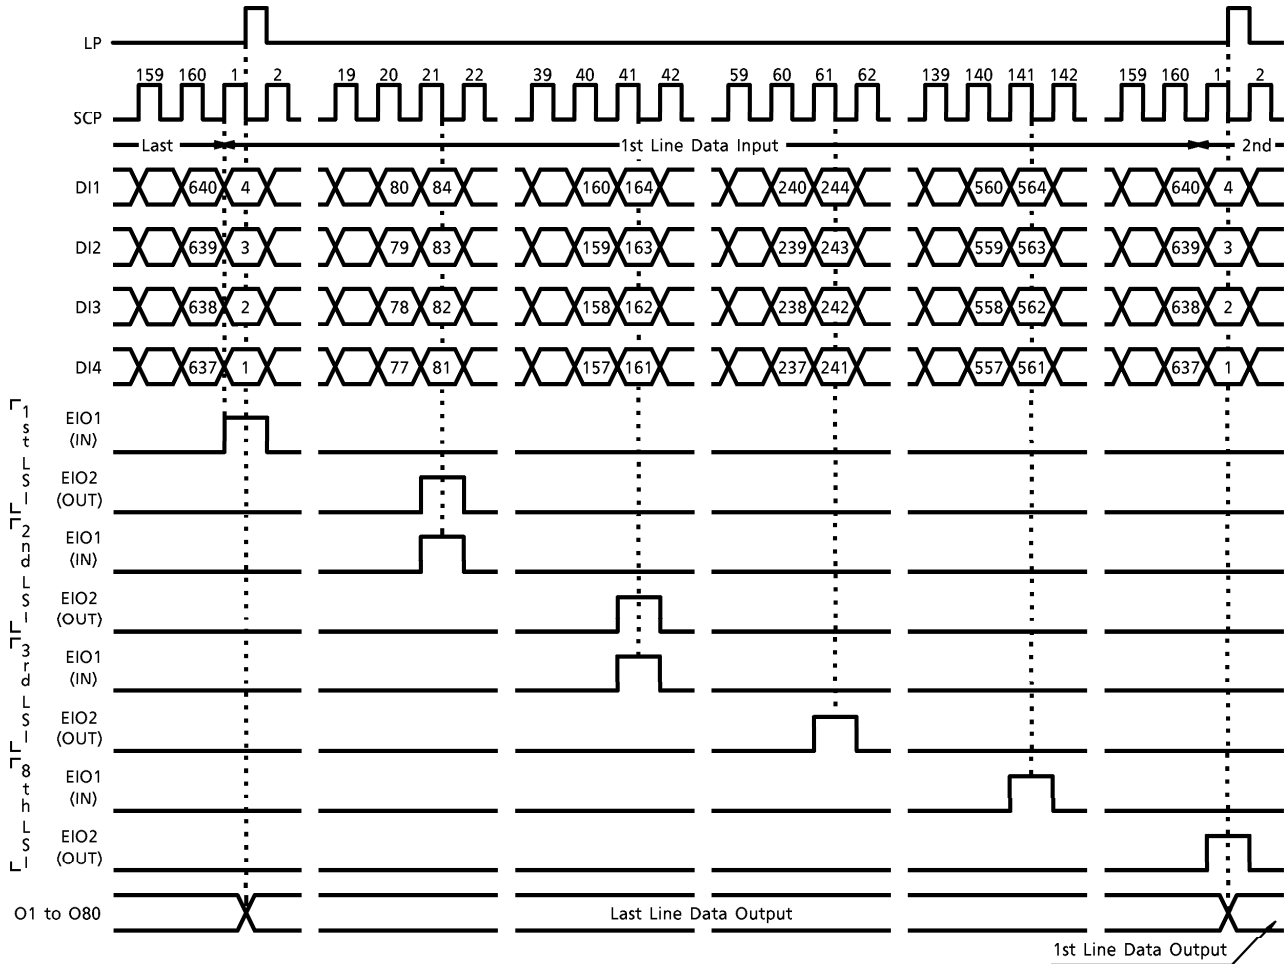 LP
159 160 1 2 19 20 21 22 39 40 41 42 59 60 61 62 139 140 141 142 159 160 1 2
SCP
Last 1st Line Data Input 2nd
DI1 640 4 80 84 160 164 240 244 560 564 640 4
DI2 639 3 79 83 159 163 239 243 559 563 639 3
DI3 638 2 78 82 158 162 238 242 558 562 638 2
DI4 637 1 77 81 157 161 237 241 557 561 637 1
1st LSI
EIO1
(IN)
EIO2
(OUT)
2nd LSI
EIO1
(IN)
EIO2
(OUT)
3rd LSI
EIO1
(IN)
EIO2
(OUT)
8th LSI
EIO1
(IN)
EIO2
(OUT)
O1 to O80 Last Line Data Output
1st Line Data Output